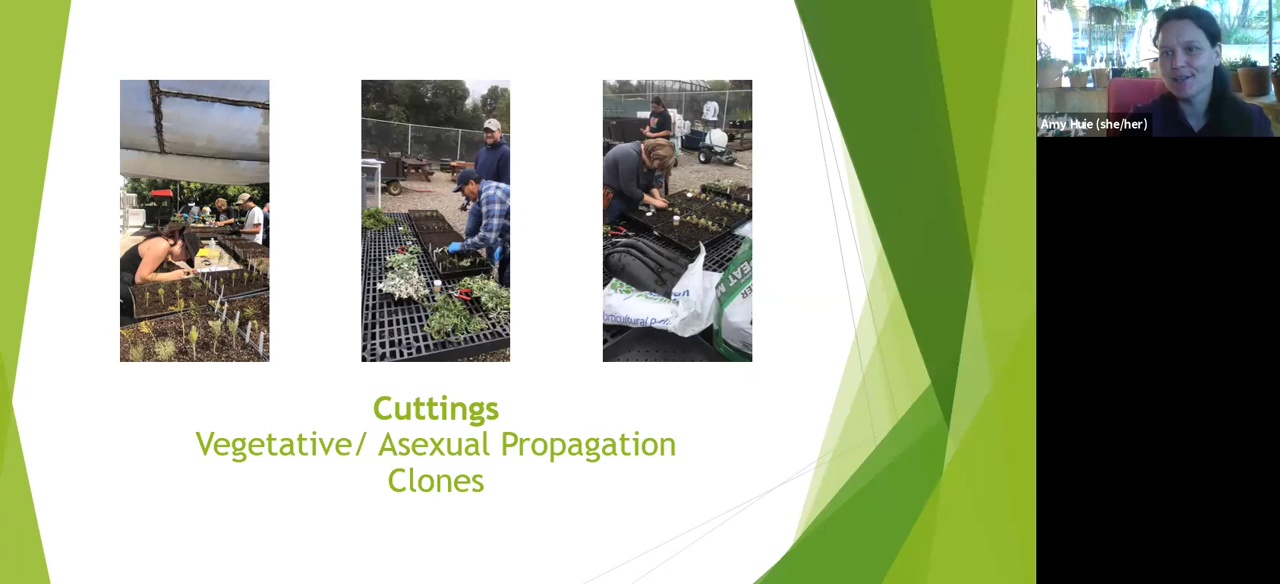 Cuttings
Vegetative/ Asexual Propagation
Clones
Amy Huie (she/her)